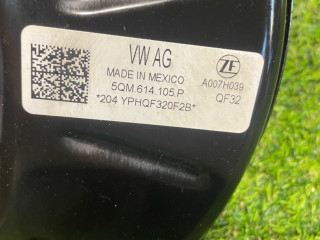 VW AG
ZF
MADE IN MEXICO
A007H039
5QM.614.105.P
QF32
*204 YPHQF320F2B*